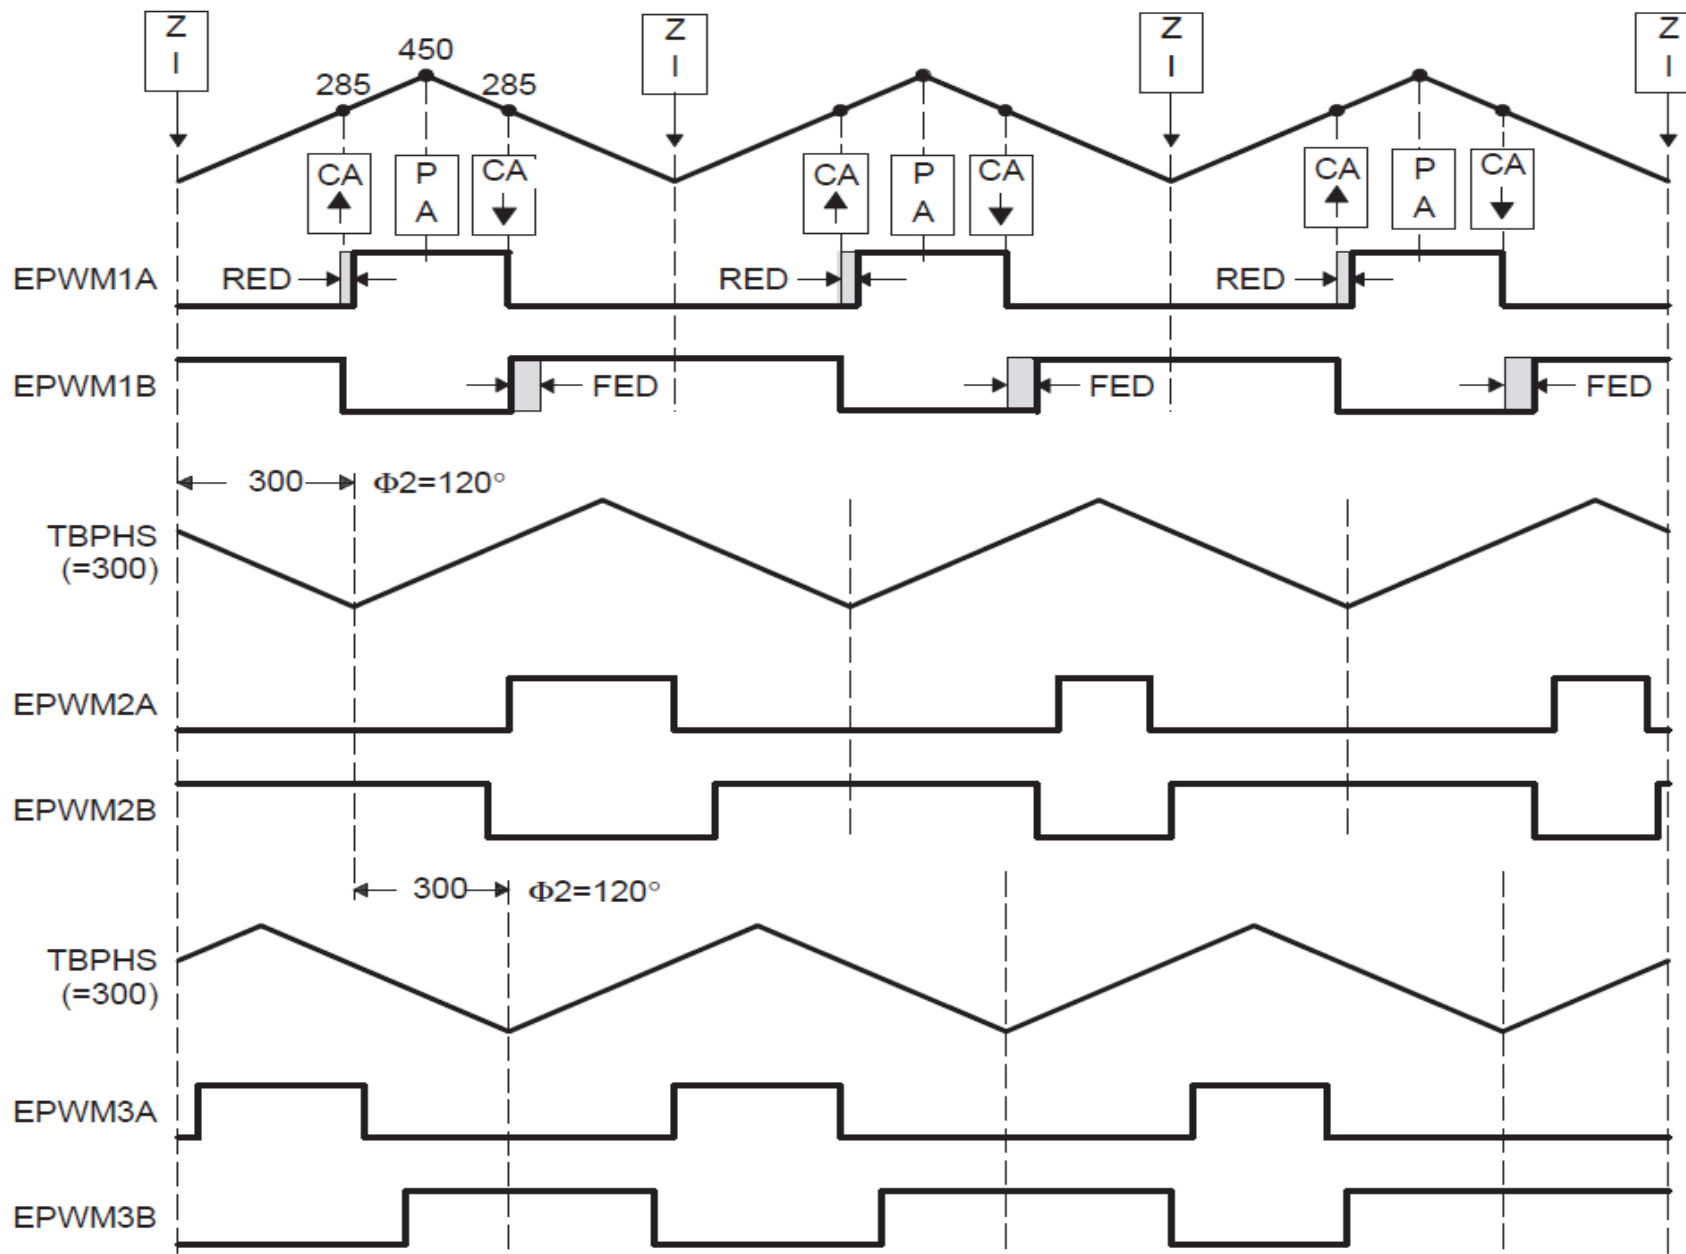 Z Z Z Z
I I I I
450
285 285
CA P CA CA P CA CA P CA
A A A
EPWM1A RED RED RED
EPWM1B FED FED FED
300 Φ2=120°
TBPHS
(=300)
EPWM2A
EPWM2B
300 Φ2=120°
TBPHS
(=300)
EPWM3A
EPWM3B